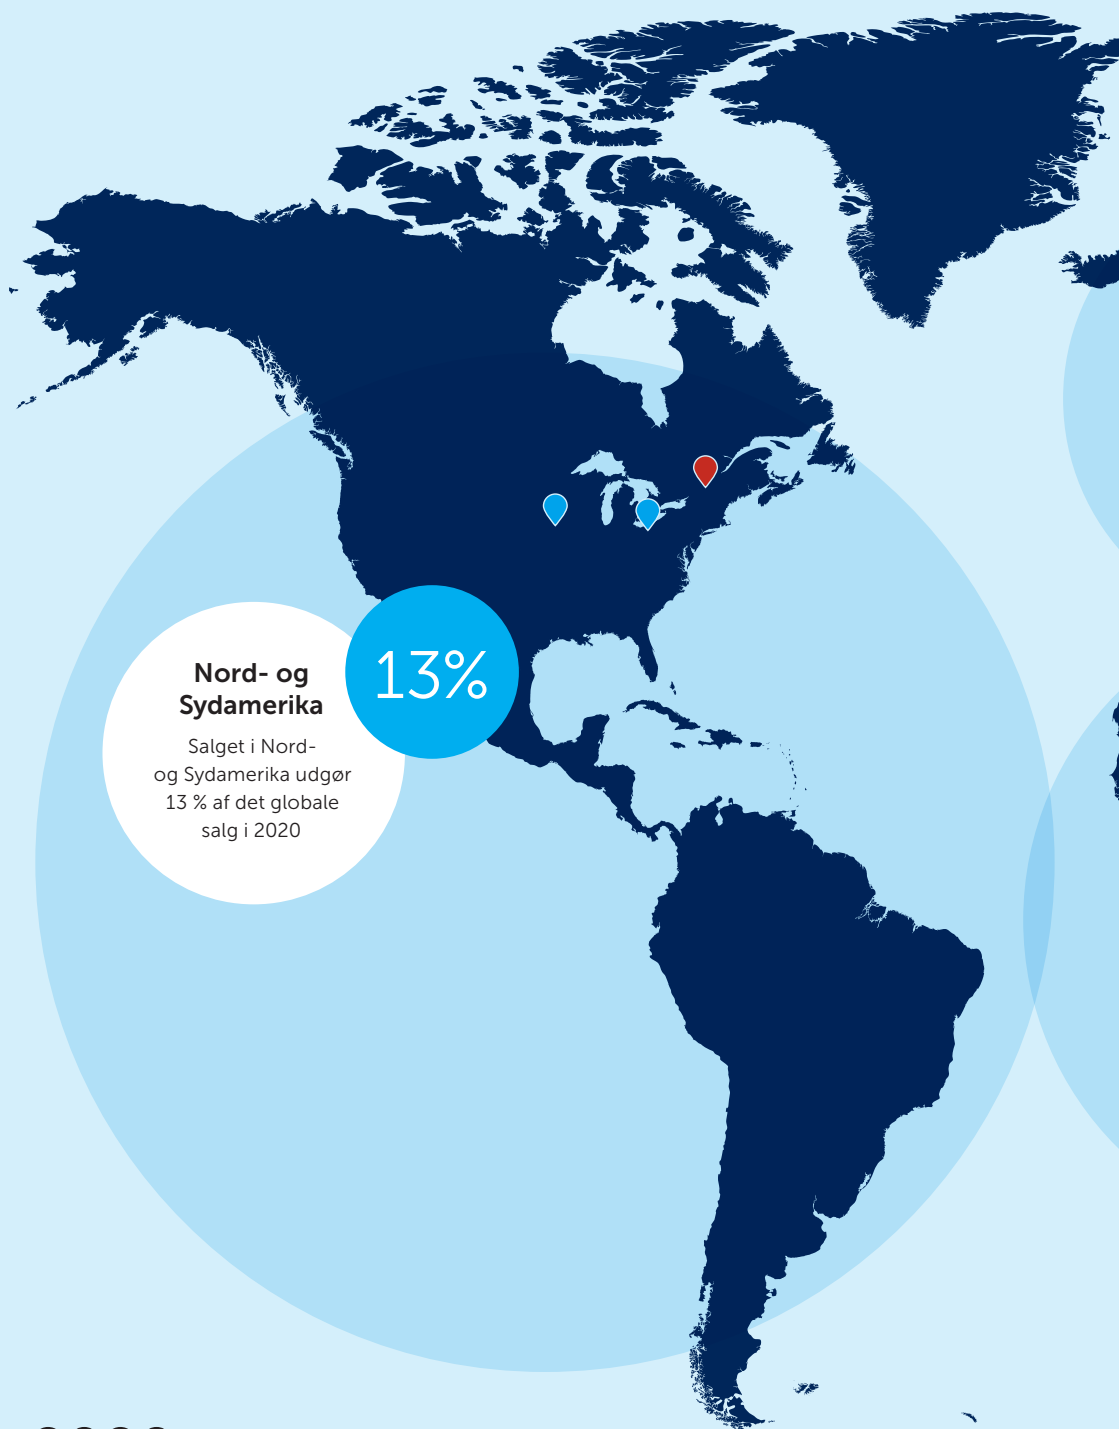 Nord- og
Sydamerika
13%
Salget i Nord-
og Sydamerika udgør
13 % af det globale
salg i 2020